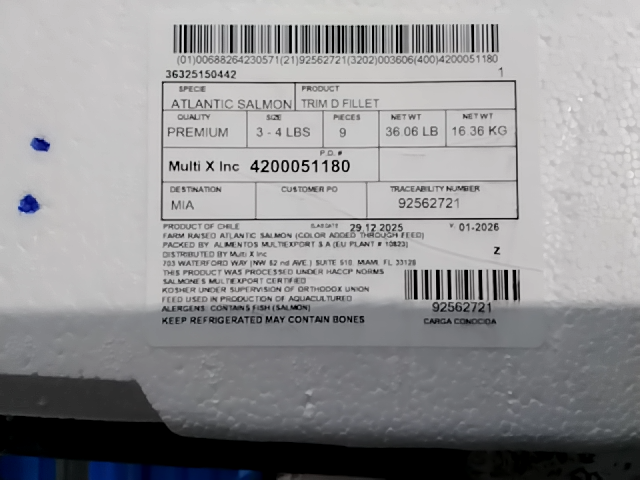 (01)00688264230571(21)92562721(3202)003606(400)4200051180
36325150442 1
SPECIE PRODUCT
ATLANTIC SALMON TRIM D FILLET
QUALITY SIZE PIECES NET WT NET WT
PREMIUM 3 - 4 LBS 9 36.06 LB 16.36 KG
P.O. #
Multi X Inc 4200051180
DESTINATION CUSTOMER PO TRACEABILITY NUMBER
MIA 92562721
PRODUCT OF CHILE 29.12.2025 01-2026
FARM RAISED ATLANTIC SALMON (COLOR ADDED THROUGH FEED)
PACKED BY ALIMENTOS MULTIEXPORT S A (EU PLANT # 10823)
DISTRIBUTED BY Multi X Inc Z
703 WATERFORD WAY (NW 62 nd AVE.) SUITE 510. MIAMI. FL 33126
THIS PRODUCT WAS PROCESSED UNDER HACCP NORMS
SALMONES MULTIEXPORT CERTIFIED
KOSHER UNDER SUPERVISION OF ORTHODOX UNION
FEED USED IN PRODUCTION OF AQUACULTURED
ALERGENS: CONTAINS FISH (SALMON)
92562721
KEEP REFRIGERATED MAY CONTAIN BONES CARGA CONOCIDA